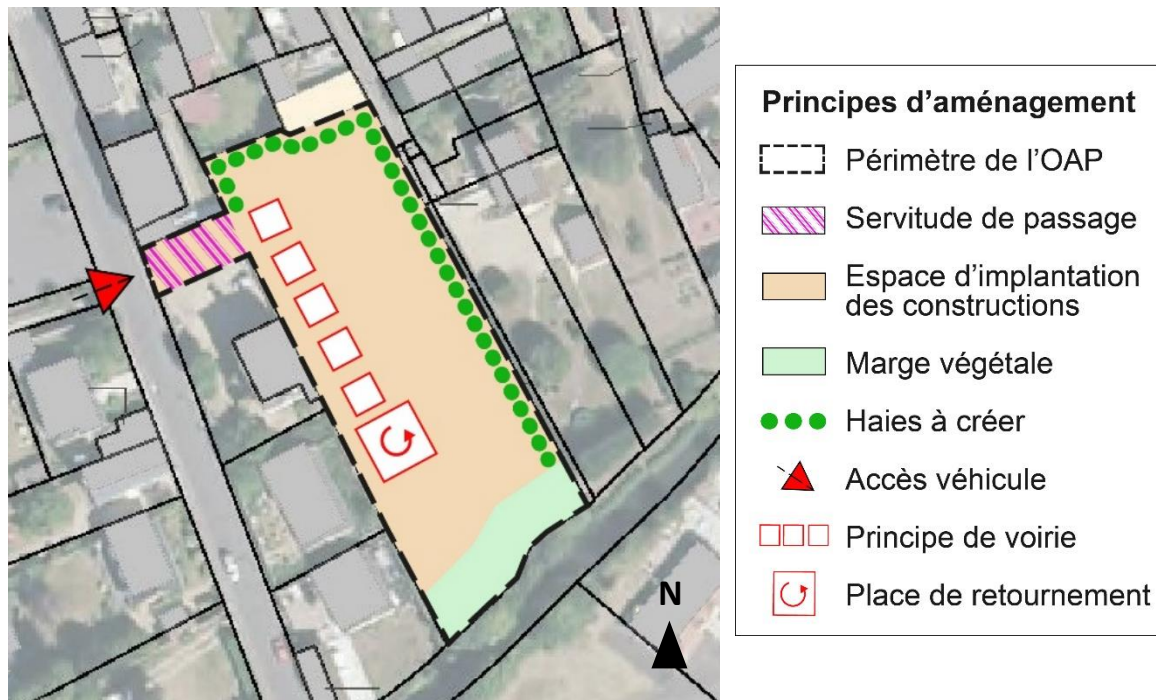 N
Principes d'aménagement
Périmètre de l'OAP
Servitude de passage
Espace d'implantation
des constructions
Marge végétale
Haies à créer
Accès véhicule
Principe de voirie
Place de retournement